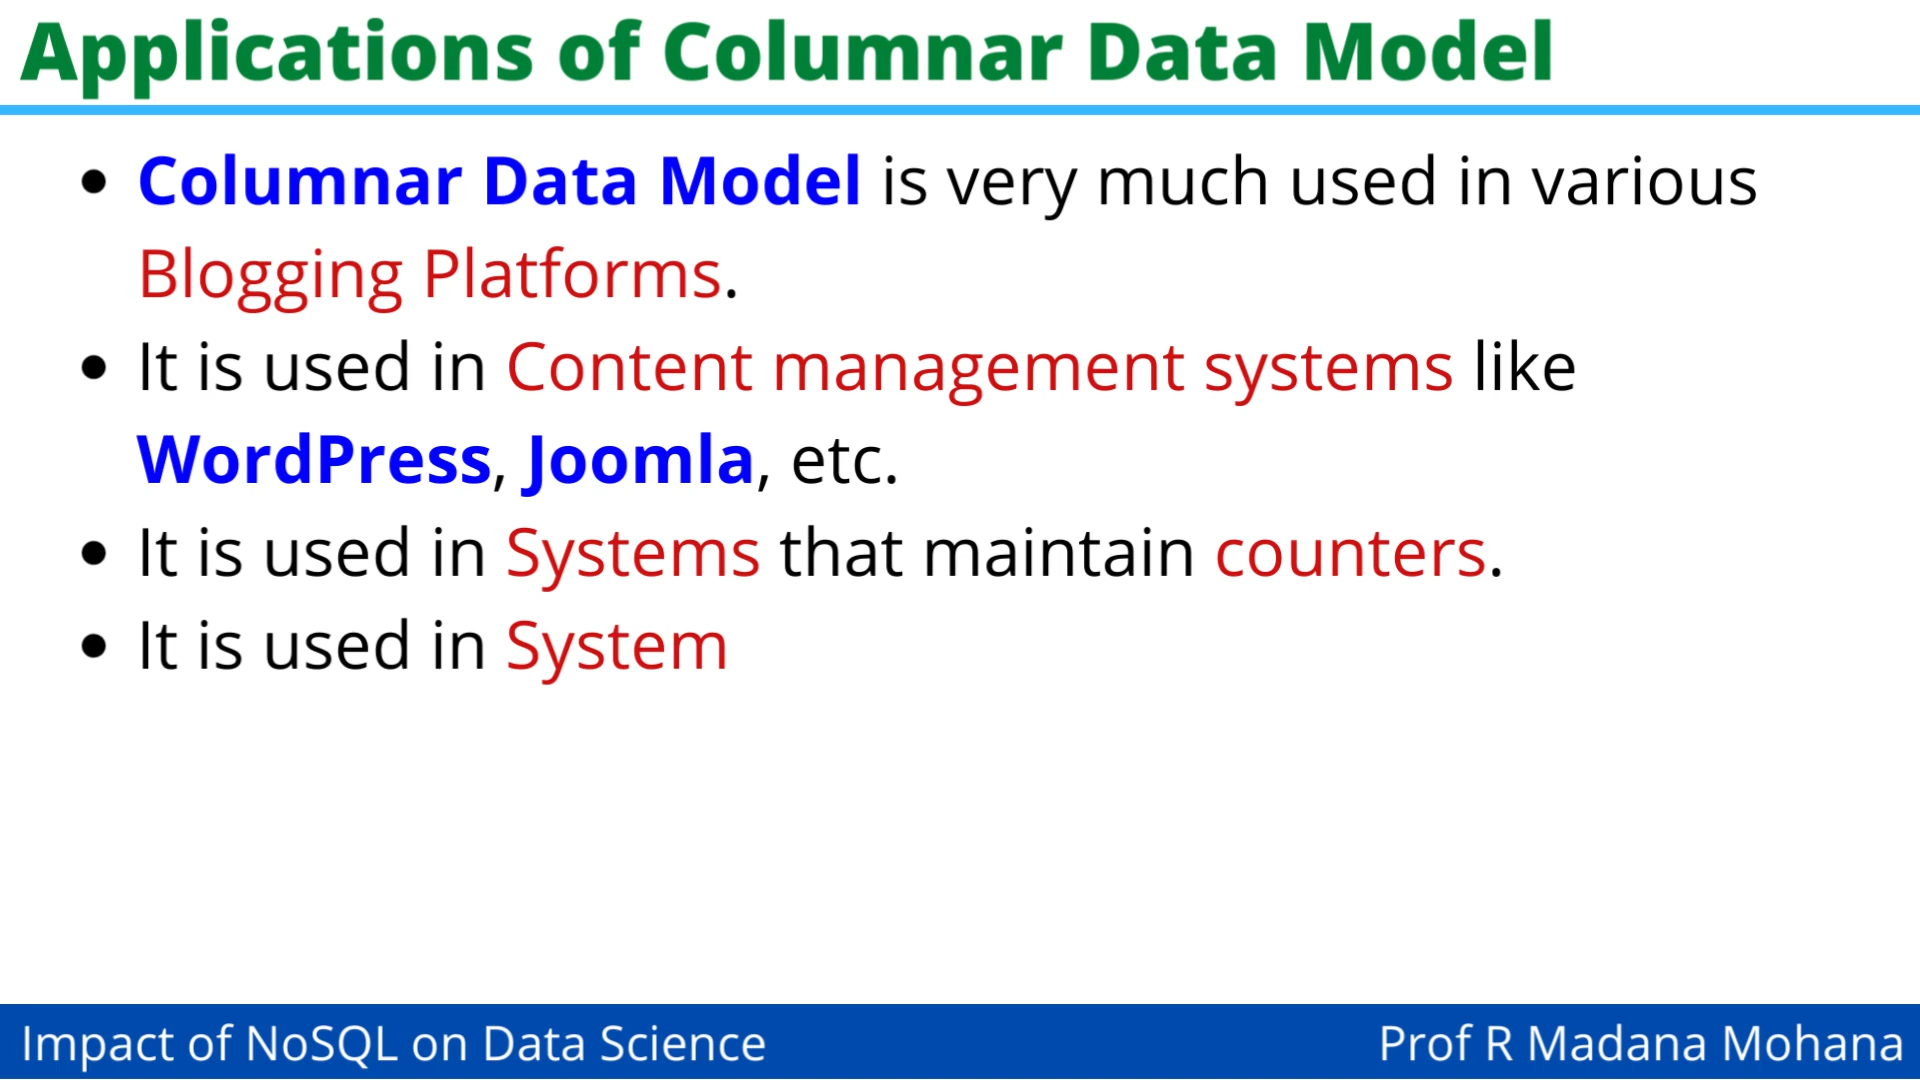 Applications of Columnar Data Model
• Columnar Data Model is very much used in various
Blogging Platforms.
• It is used in Content management systems like
WordPress, Joomla, etc.
• It is used in Systems that maintain counters.
• It is used in System
Impact of NoSQL on Data Science
Prof R Madana Mohana